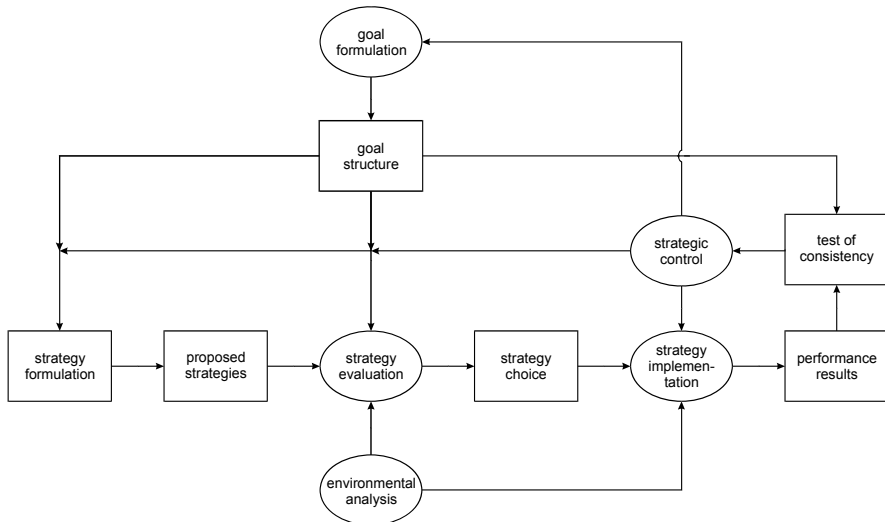 goal
formulation
goal
structure
strategic
control
test of
consistency
strategy
formulation
proposed
strategies
strategy
evaluation
strategy
choice
strategy
implemen-
tation
performance
results
environmental
analysis